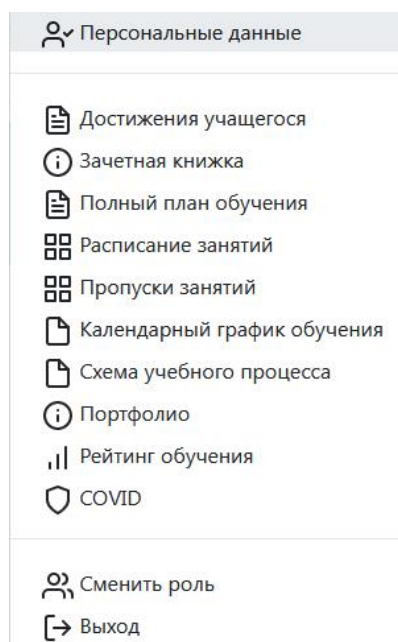 Персональные данные
Достижения учащегося
Зачетная книжка
Полный план обучения
Расписание занятий
Пропуски занятий
Календарный график обучения
Схема учебного процесса
Портфолио
Рейтинг обучения
COVID
Сменить роль
Выход